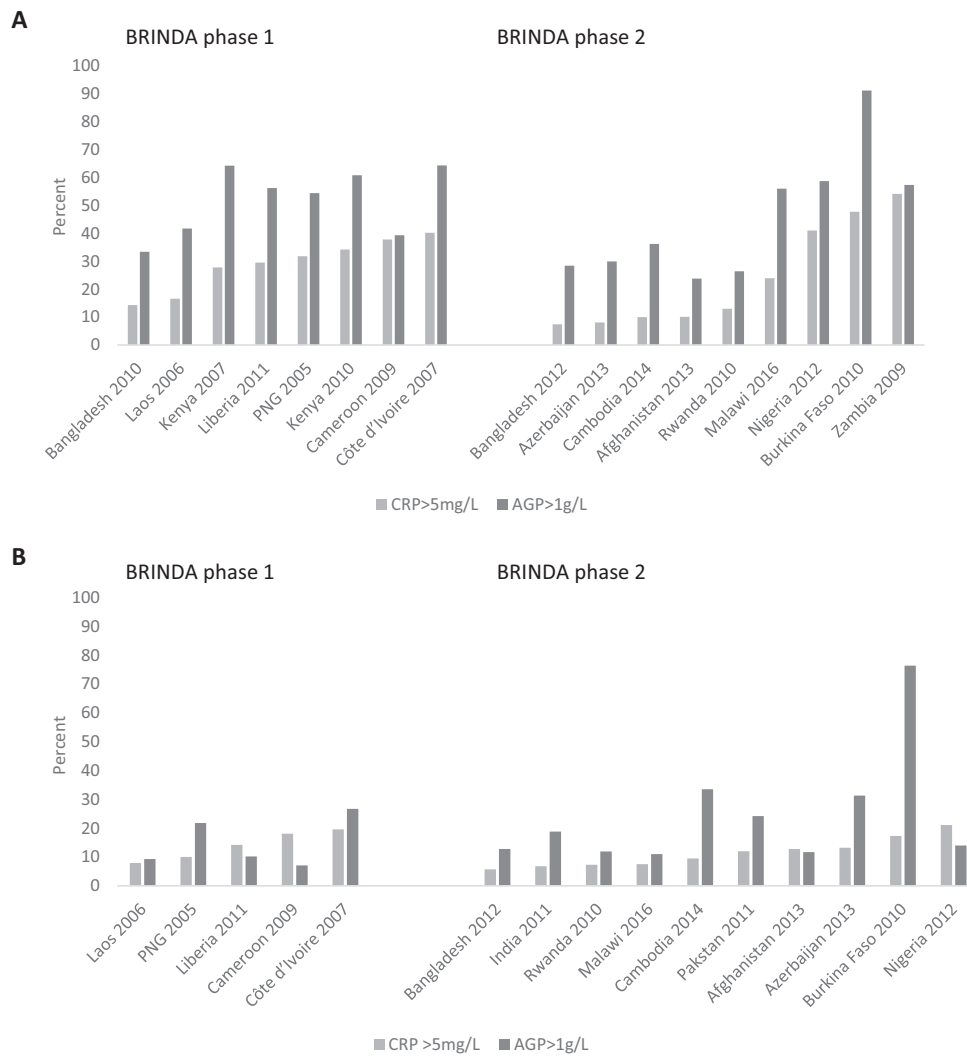 A
BRINDA phase 1
BRINDA phase 2
100
90
80
70
60
50
40
30
20
10
0
Percent
Bangladesh 2010
Laos 2006
Kenya 2007
Liberia 2011
PNG 2005
Kenya 2010
Cameroon 2009
Côte d'Ivoire 2007
Bangladesh 2012
Azerbaijan 2013
Cambodia 2014
Afghanistan 2013
Rwanda 2010
Malawi 2016
Nigeria 2012
Burkina Faso 2010
Zambia 2009
CRP>5mg/L AGP>1g/L
B
BRINDA phase 1
BRINDA phase 2
100
90
80
70
60
50
40
30
20
10
0
Percent
Laos 2006
PNG 2005
Liberia 2011
Cameroon 2009
Côte d'Ivoire 2007
Bangladesh 2012
India 2011
Rwanda 2010
Malawi 2016
Cambodia 2014
Pakstan 2011
Afghanistan 2013
Azerbaijan 2013
Burkina Faso 2010
Nigeria 2012
CRP >5mg/L AGP>1g/L